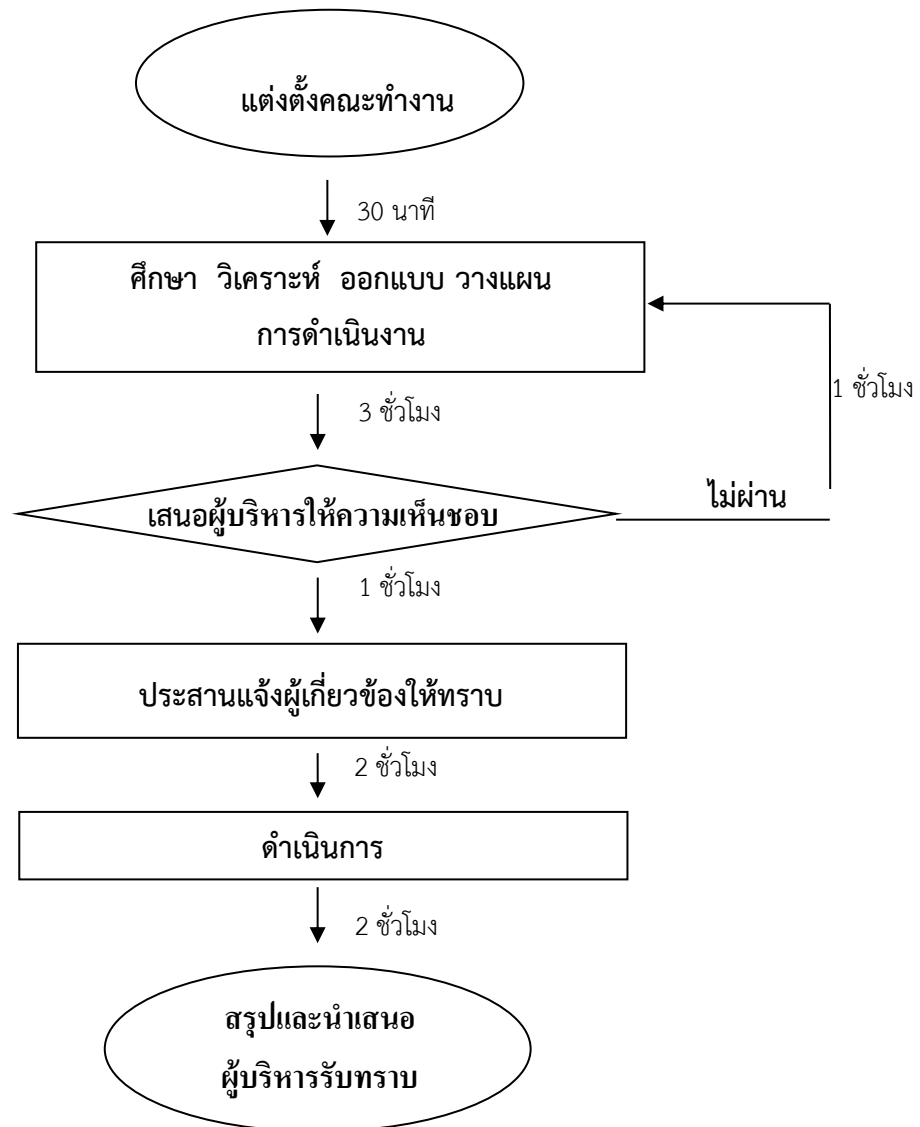 แต่งตั้งคณะทำงาน
30 นาที
ศึกษา วิเคราะห์ ออกแบบ วางแผน
การดำเนินงาน
1 ชั่วโมง
3 ชั่วโมง
ไม่ผ่าน
เสนอผู้บริหารให้ความเห็นชอบ
1 ชั่วโมง
ประสานแจ้งผู้เกี่ยวข้องให้ทราบ
2 ชั่วโมง
ดำเนินการ
2 ชั่วโมง
สรุปและนำเสนอ
ผู้บริหารรับทราบ